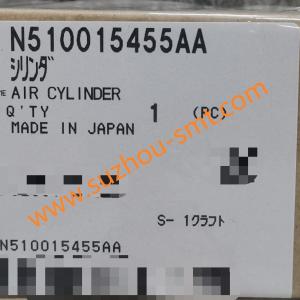 N510015455AA
シリンダ
AIR CYLINDER
Q'TY 1 (PC)
MADE IN JAPAN
www.suzhou-smt.com
S- 1クラフト
N510015455AA